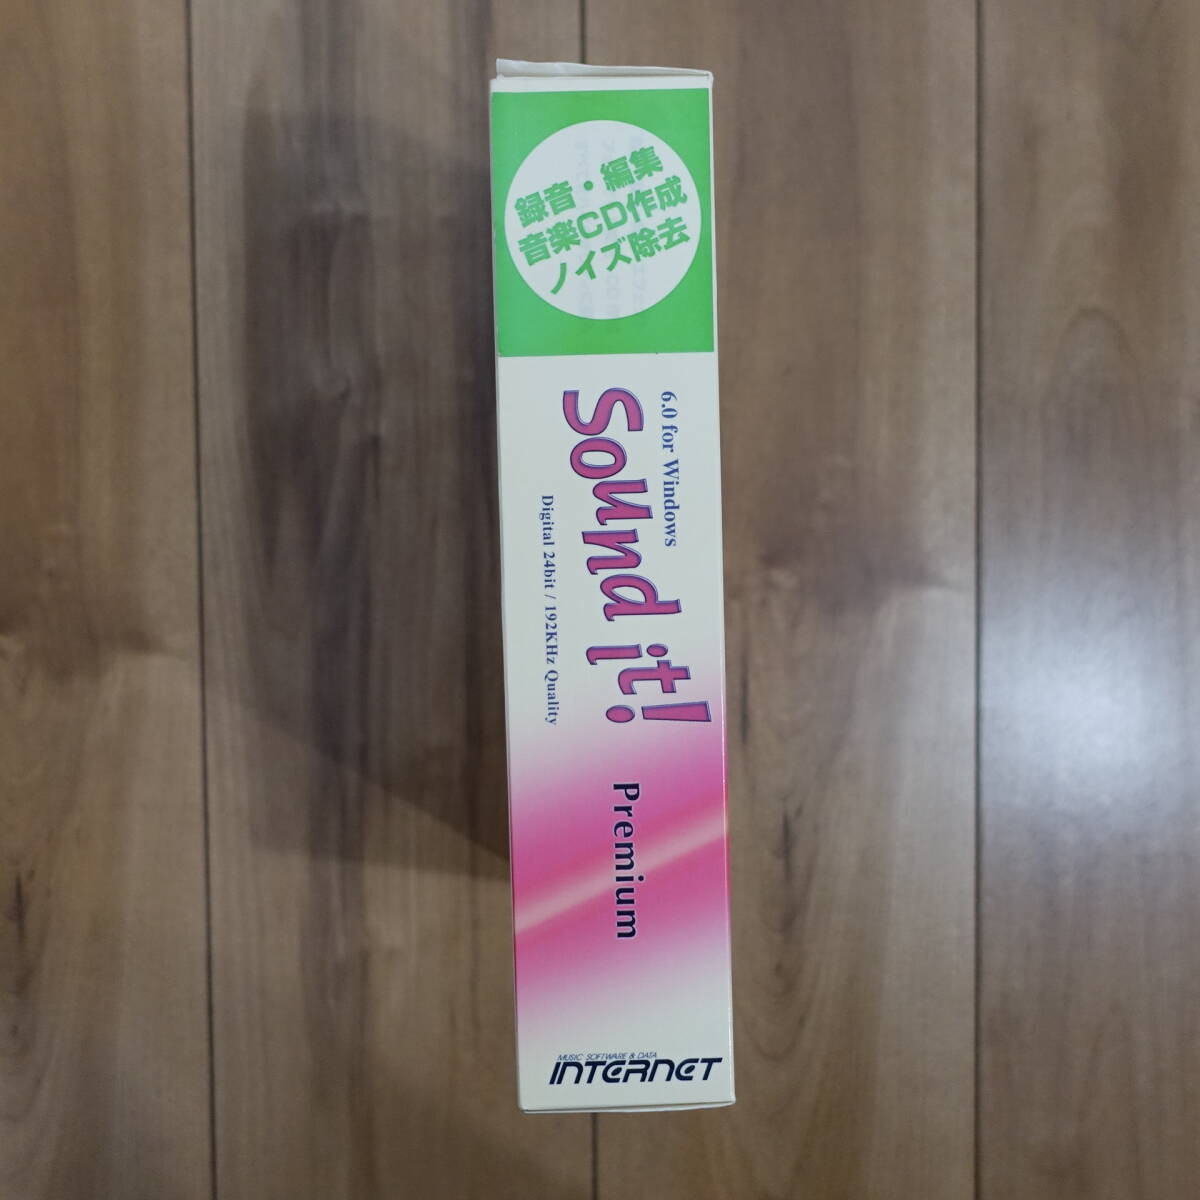 録音・編集
音楽CD作成
ノイズ除去
6.0 for Windows
Sound it!
Digital 24bit / 192KHz Quality
Premium
MUSIC SOFTWARE & DATA
INTERNET